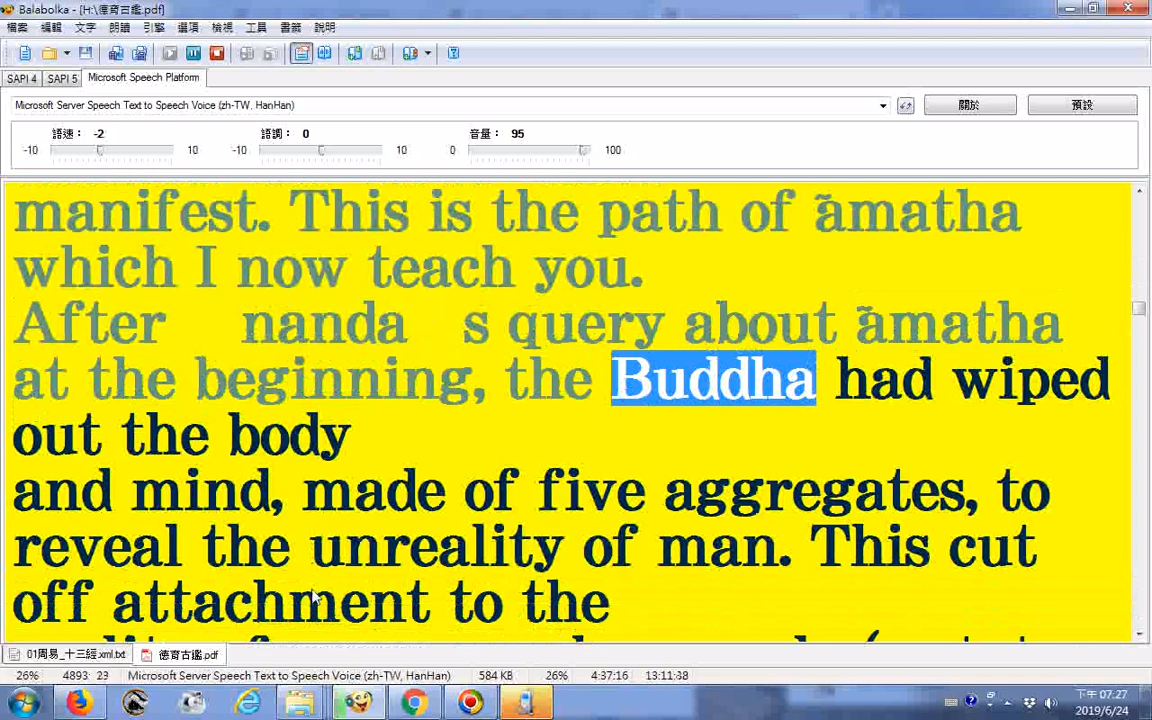 Balabolka - [H:\德育古鑑.pdf]
檔案 編輯 文字 朗讀 引擎 選項 檢視 工具 書籤 說明
SAPI 4 SAPI 5 Microsoft Speech Platform
Microsoft Server Speech Text to Speech Voice (zh-TW, HanHan) 關於 預設
語速： -2 語調： 0 音量： 95
-10 10 -10 10 0 100
manifest. This is the path of ãmatha
which I now teach you.
After nanda s query about ãmatha
at the beginning, the Buddha had wiped
out the body
and mind, made of five aggregates, to
reveal the unreality of man. This cut
off attachment to the
01周易_十三經.xml.txt 德育古鑑.pdf
26% 4893: 23 Microsoft Server Speech Text to Speech Voice (zh-TW, HanHan) 584 KB 26% 4:37:16 13:11:38
下午 07:27
2019/6/24